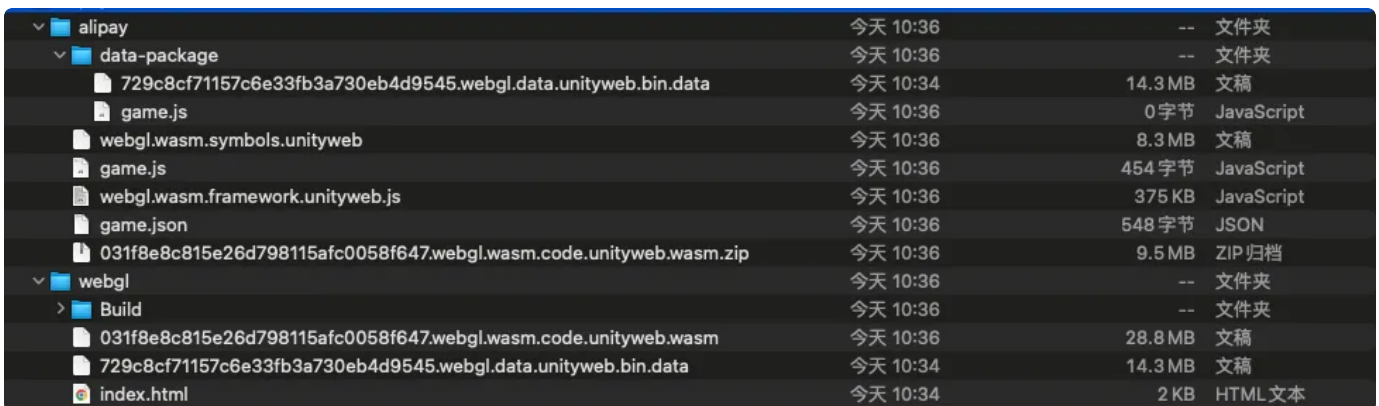 alipay 今天 10:36 -- 文件夹
data-package 今天 10:36 -- 文件夹
729c8cf71157c6e33fb3a730eb4d9545.webgl.data.unityweb.bin.data 今天 10:34 14.3 MB 文稿
game.js 今天 10:36 0 字节 JavaScript
webgl.wasm.symbols.unityweb 今天 10:36 8.3 MB 文稿
game.js 今天 10:36 454 字节 JavaScript
webgl.wasm.framework.unityweb.js 今天 10:36 375 KB JavaScript
game.json 今天 10:36 548 字节 JSON
031f8e8c815e26d798115afc0058f647.webgl.wasm.code.unityweb.wasm.zip 今天 10:36 9.5 MB ZIP归档
webgl 今天 10:36 -- 文件夹
Build 今天 10:36 -- 文件夹
031f8e8c815e26d798115afc0058f647.webgl.wasm.code.unityweb.wasm 今天 10:36 28.8 MB 文稿
729c8cf71157c6e33fb3a730eb4d9545.webgl.data.unityweb.bin.data 今天 10:34 14.3 MB 文稿
index.html 今天 10:34 2 KB HTML文本